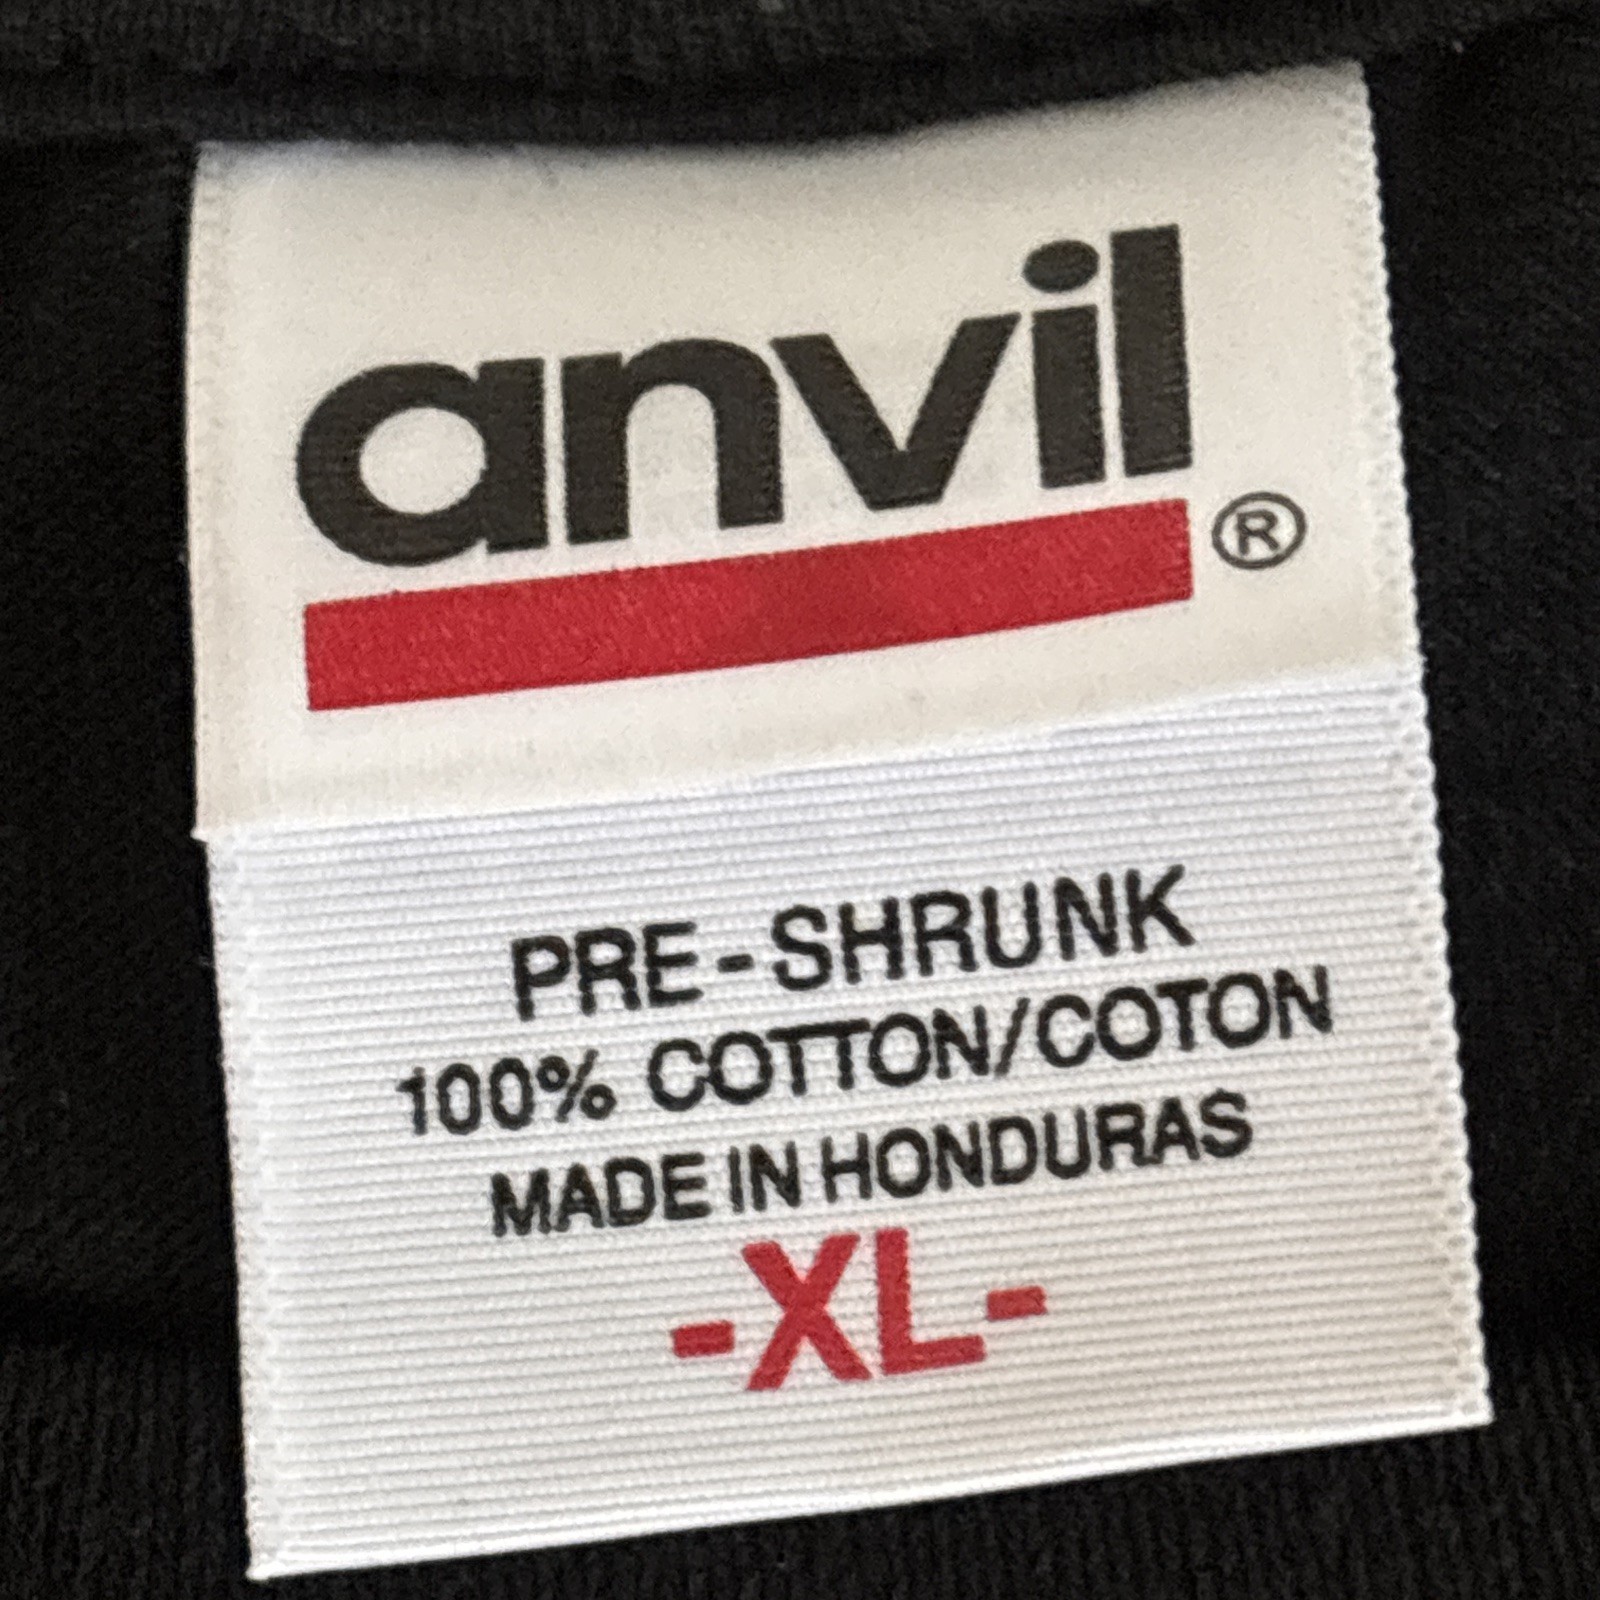 anvil®
PRE-SHRUNK
100% COTTON/COTON
MADE IN HONDURAS
-XL-